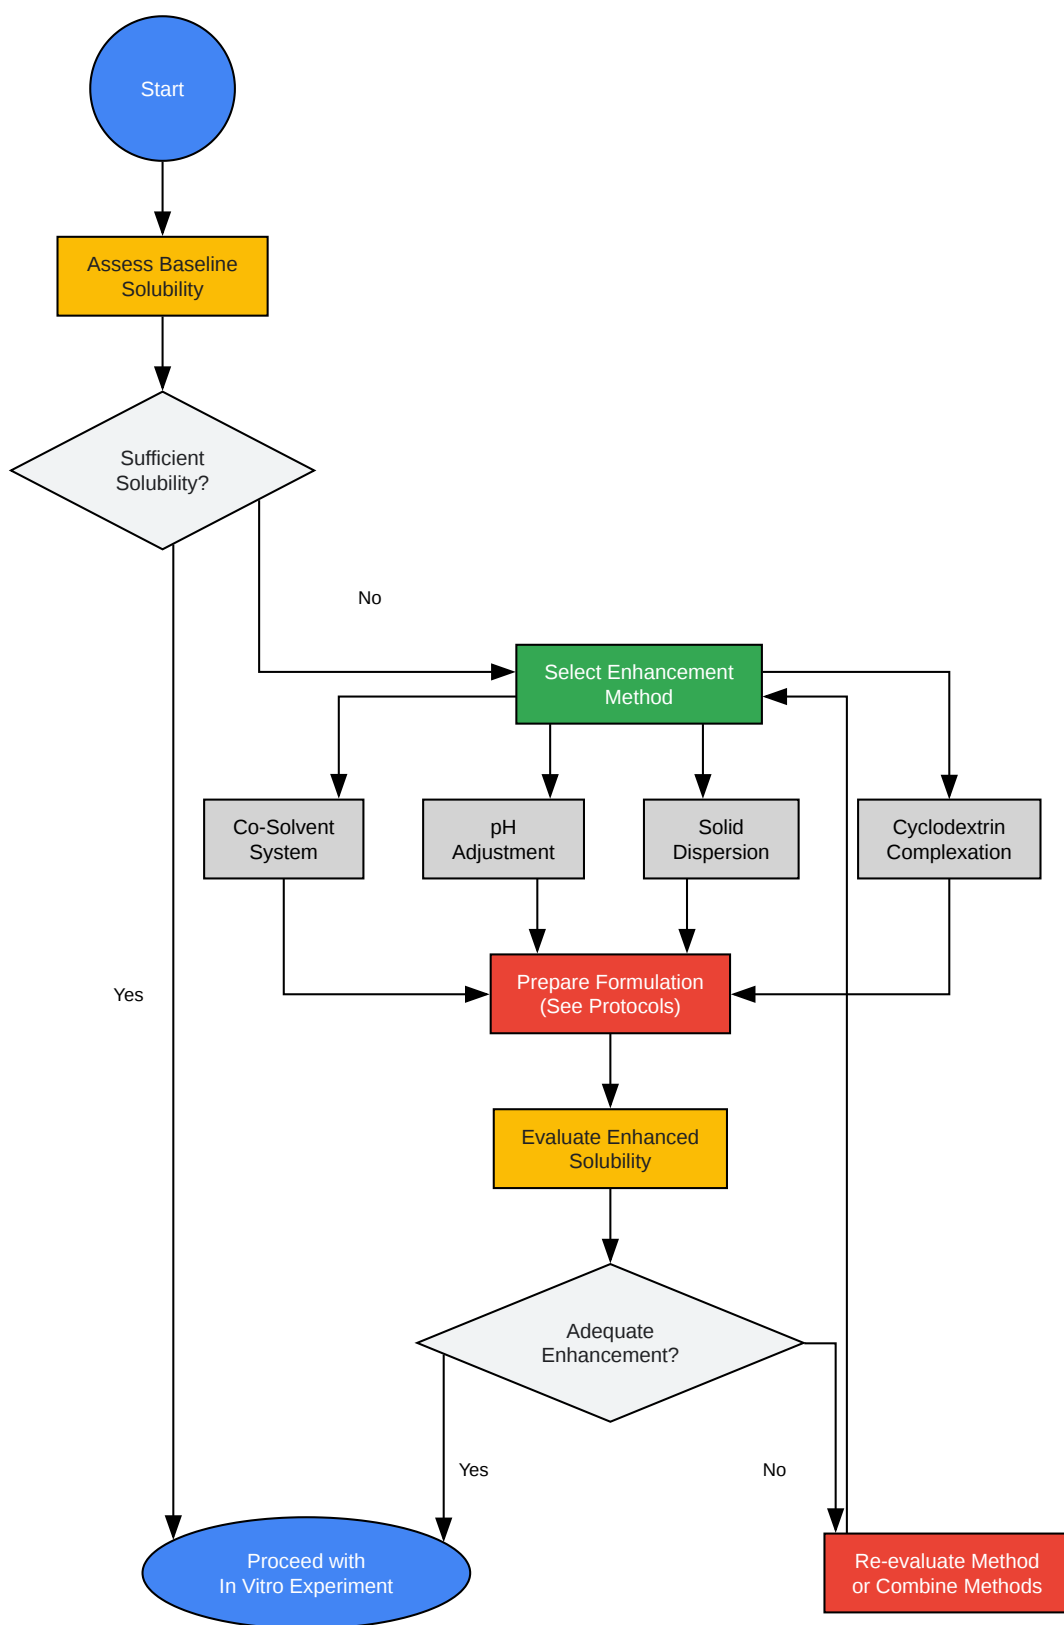 Start
Assess Baseline
Solubility
Sufficient
Solubility?
No
Select Enhancement
Method
Co-Solvent
System
pH
Adjustment
Solid
Dispersion
Cyclodextrin
Complexation
Yes
Prepare Formulation
(See Protocols)
Evaluate Enhanced
Solubility
Adequate
Enhancement?
Yes
No
Proceed with
In Vitro Experiment
Re-evaluate Method
or Combine Methods